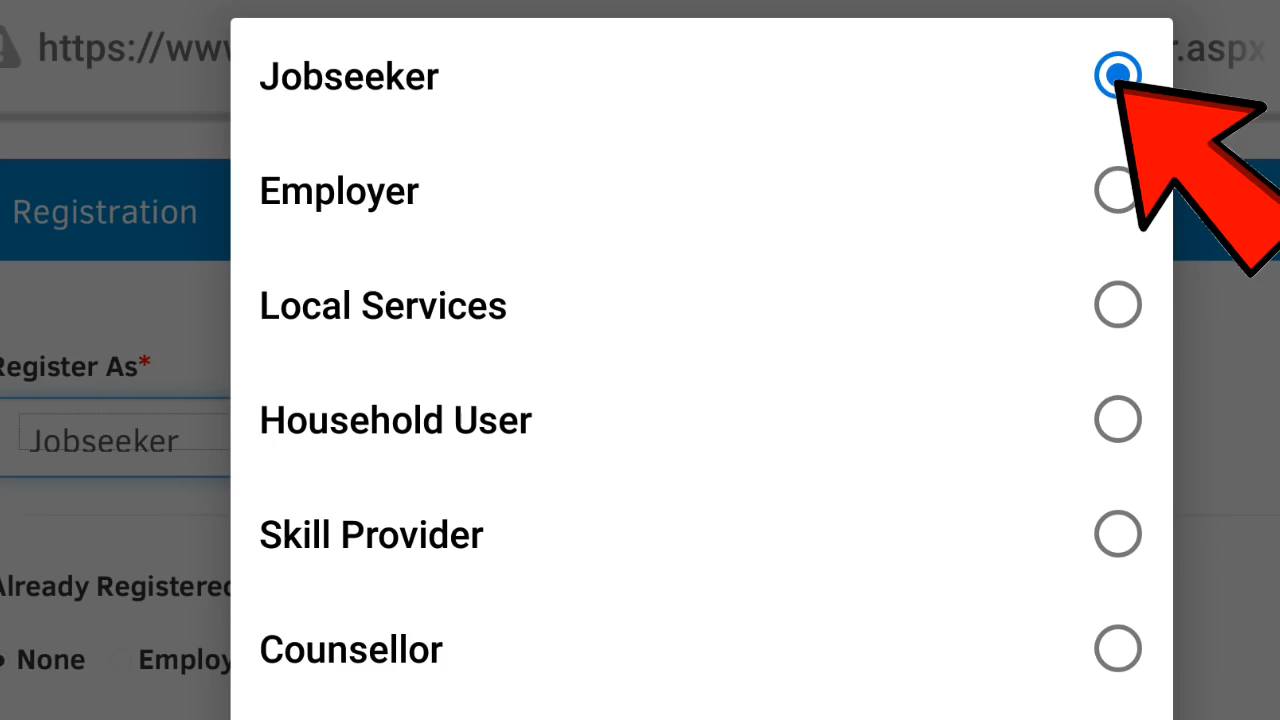 https://www
r.aspx
Jobseeker
Employer
Local Services
Household User
Skill Provider
Counsellor
Registration
Register As*
Jobseeker
Already Registered
None
Employ